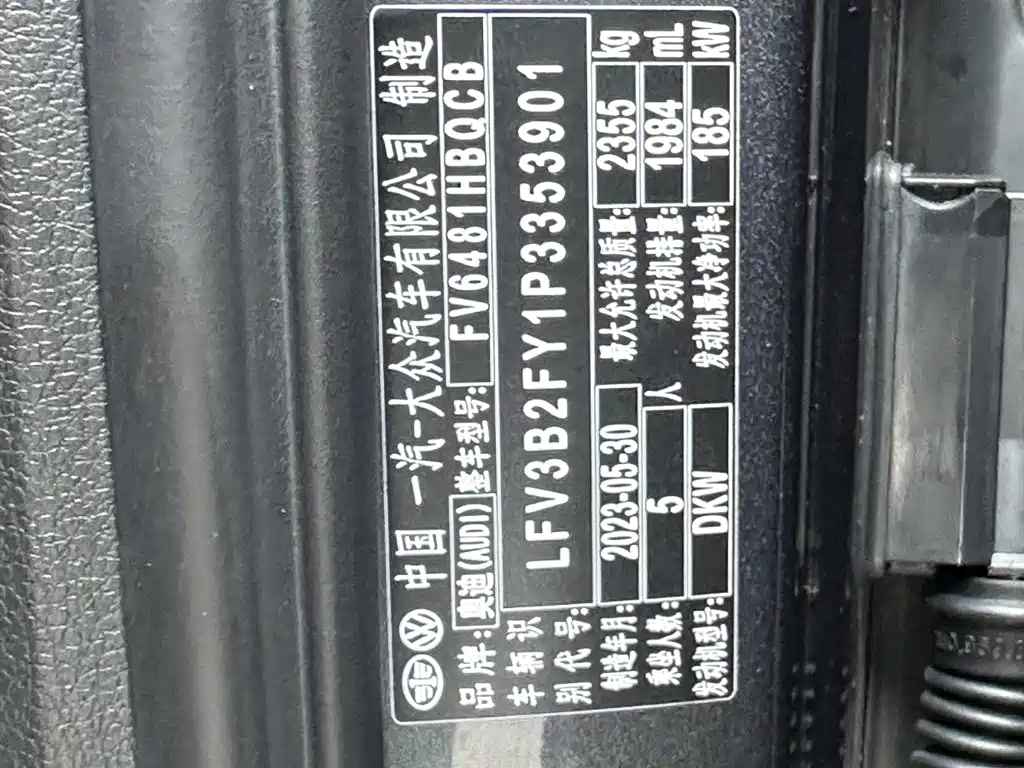 中国 一汽-大众汽车有限公司 制造
品牌: 奥迪(AUDI) 整车型号: FV6481HBQCB
车辆识别代号: LFV3B2FY1P3353901
制造年月: 2023-05-30 最大允许总质量: 2355 kg
乘坐人数: 5 人 发动机排量: 1984 mL
发动机型号: DKW 发动机最大净功率: 185 kW